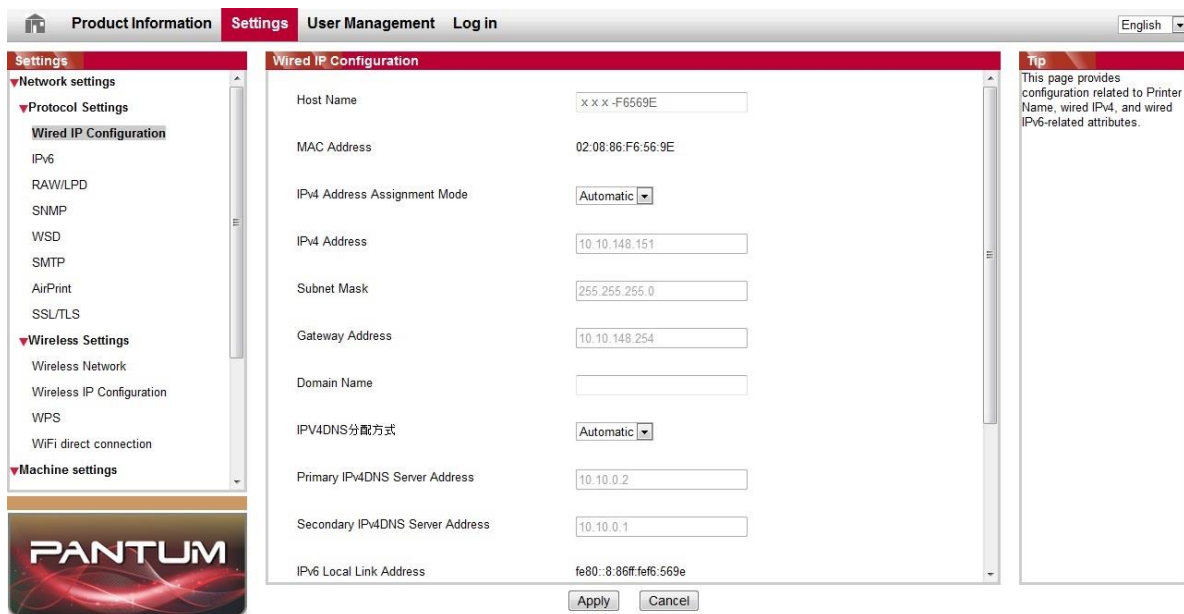 Product Information Settings User Management Log in English
Settings
Network settings
Protocol Settings
Wired IP Configuration
IPv6
RAW/LPD
SNMP
WSD
SMTP
AirPrint
SSL/TLS
Wireless Settings
Wireless Network
Wireless IP Configuration
WPS
WiFi direct connection
Machine settings
PANTUM
Wired IP Configuration
Host Name x x x -F6569E
MAC Address 02:08:86:F6:56:9E
IPv4 Address Assignment Mode Automatic
IPv4 Address 10.10.148.151
Subnet Mask 255.255.255.0
Gateway Address 10.10.148.254
Domain Name
IPV4DNS分配方式 Automatic
Primary IPv4DNS Server Address 10.10.0.2
Secondary IPv4DNS Server Address 10.10.0.1
IPv6 Local Link Address fe80::8:86ff:fef6:569e
Apply Cancel
Tip
This page provides
configuration related to Printer
Name, wired IPv4, and wired
IPv6-related attributes.